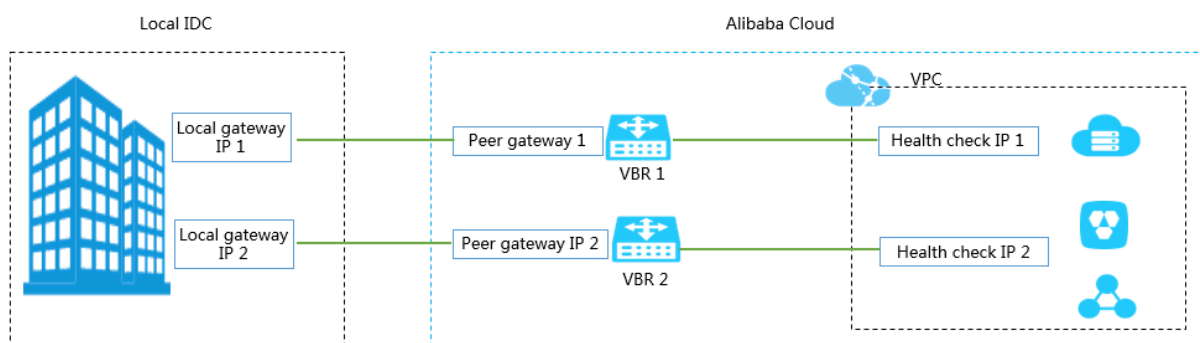 Local IDC
Alibaba Cloud
VPC
Local gateway
IP 1
Peer gateway 1
VBR 1
Health check IP 1
Local gateway
IP 2
Peer gateway IP 2
VBR 2
Health check IP 2